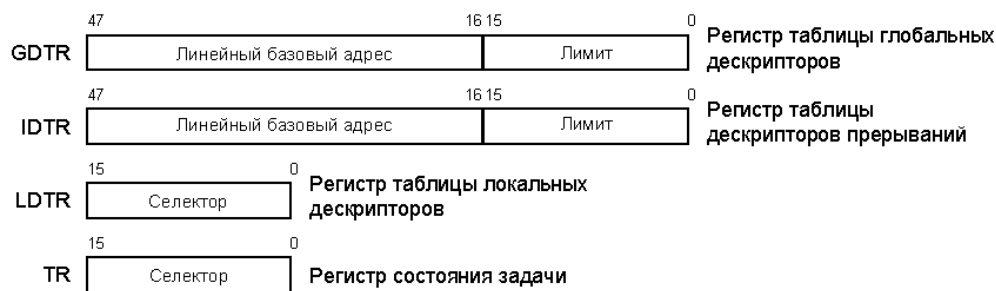 47 16 15 0
GDTR Линейный базовый адрес Лимит Регистр таблицы глобальных
дескрипторов
47 16 15 0
IDTR Линейный базовый адрес Лимит Регистр таблицы
дескрипторов прерываний
15 0
LDTR Селектор Регистр таблицы локальных
дескрипторов
15 0
TR Селектор Регистр состояния задачи